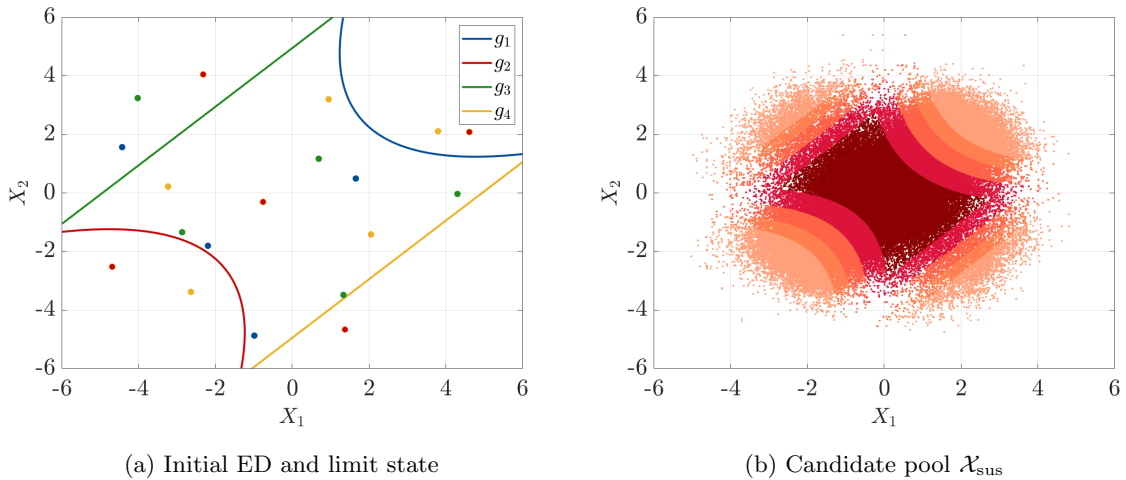 6
4
2
0
-2
-4
-6
X₂
-6 -4 -2 0 2 4 6
X₁
g₁
g₂
g₃
g₄
(a) Initial ED and limit state
6
4
2
0
-2
-4
-6
X₂
-6 -4 -2 0 2 4 6
X₁
(b) Candidate pool 𝒳sus